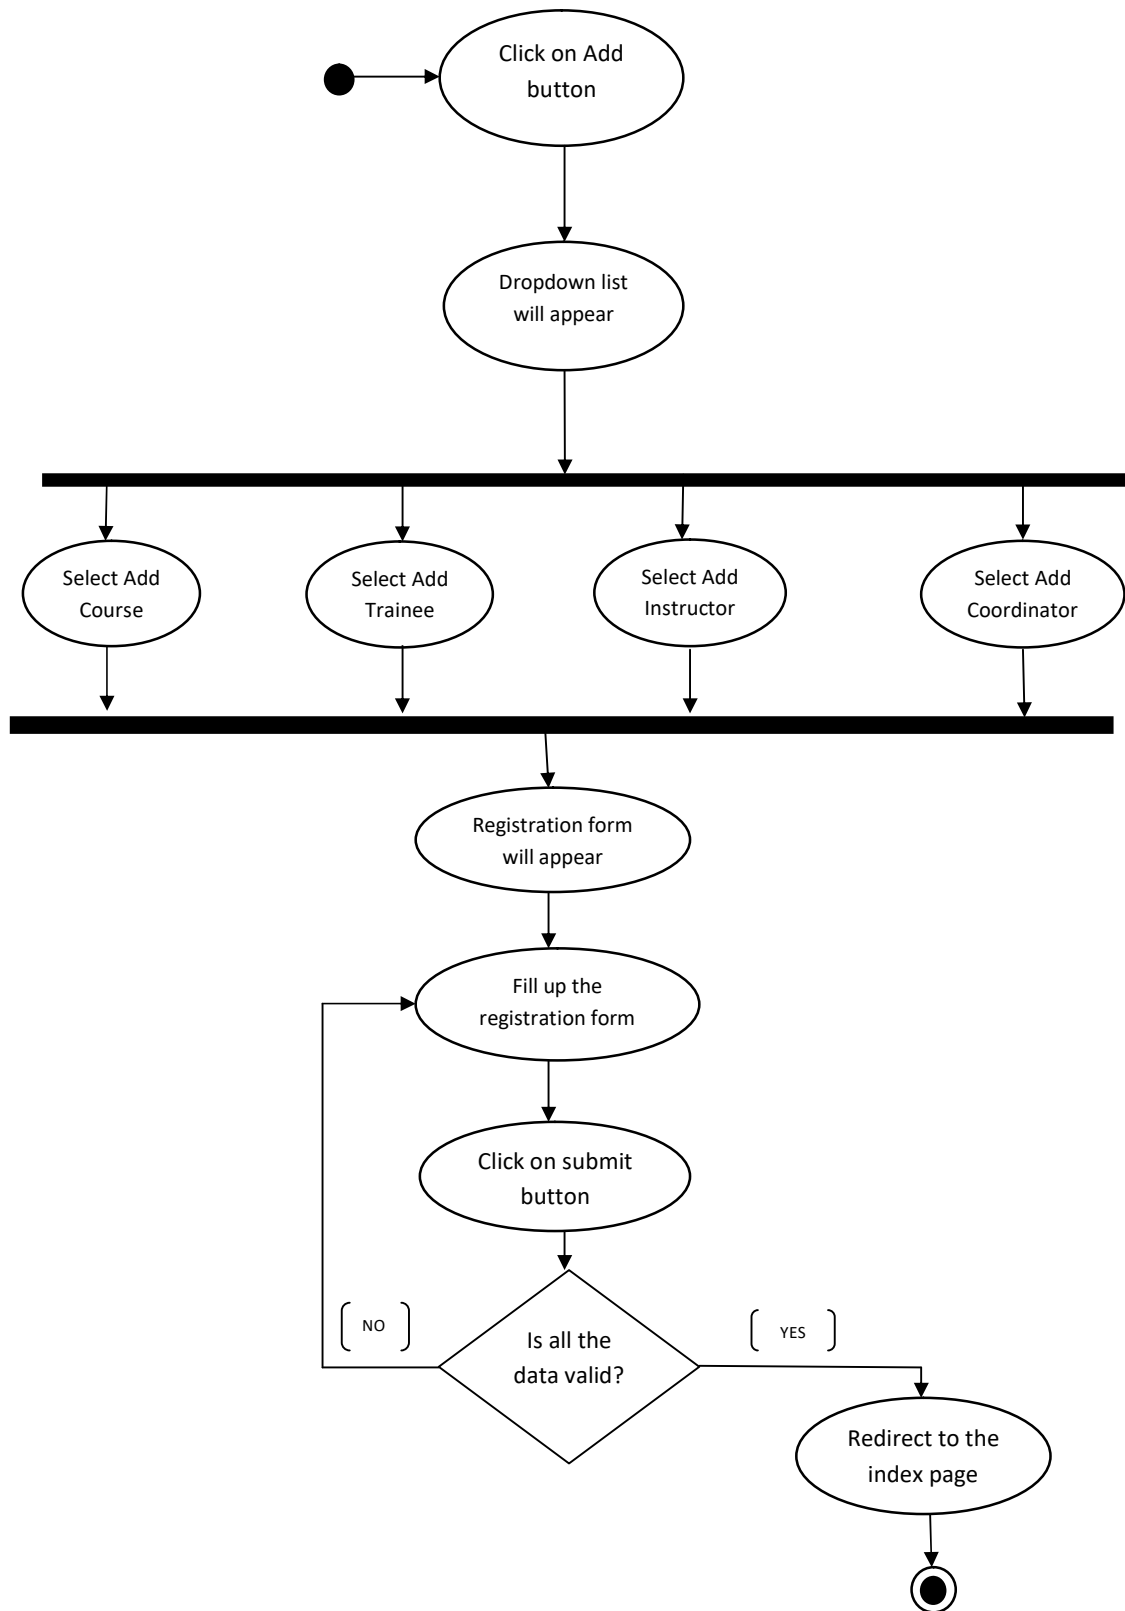 Click on Add
button
Dropdown list
will appear
Select Add
Course
Select Add
Trainee
Select Add
Instructor
Select Add
Coordinator
Registration form
will appear
Fill up the
registration form
Click on submit
button
NO
YES
Is all the
data valid?
Redirect to the
index page